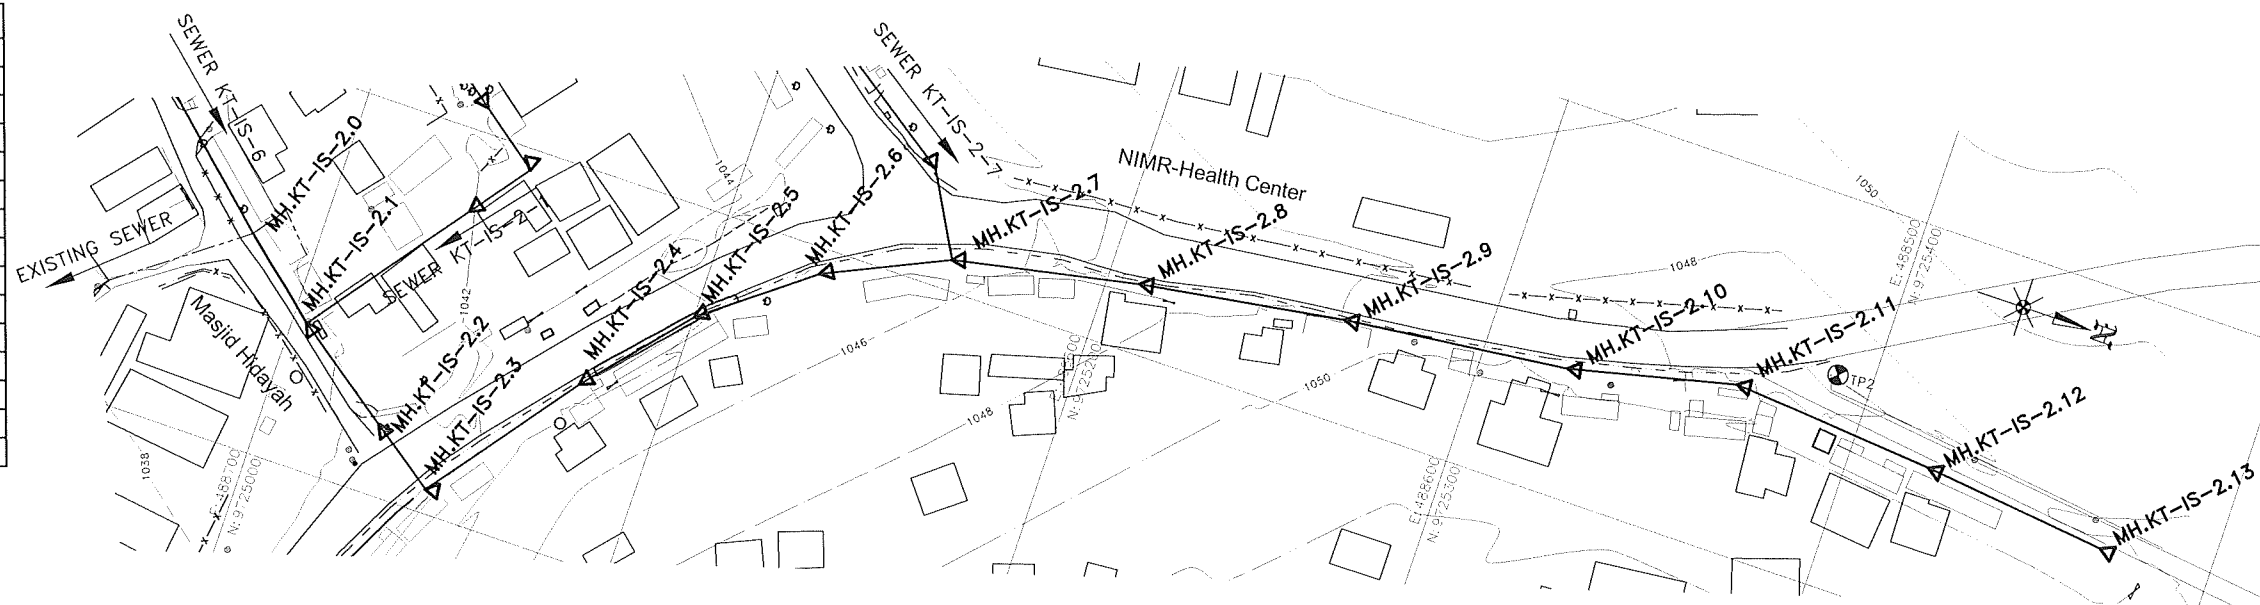 SEWER KT-IS-6
MH.KT-IS-2.0
MH.KT-IS-2.1
EXISTING SEWER
Masjid Hidayah
SEWER KT-IS-2-1
MH.KT-IS-2.2
MH.KT-IS-2.3
MH.KT-IS-2.4
MH.KT-IS-2.5
MH.KT-IS-2.6
SEWER KT-IS-2-7
MH.KT-IS-2.7
NIMR-Health Center
MH.KT-IS-2.8
MH.KT-IS-2.9
MH.KT-IS-2.10
MH.KT-IS-2.11
MH.KT-IS-2.12
MH.KT-IS-2.13
TP2
1038
1042
1044
1046
1048
1050
1048
1050
E:488700
N:9725000
N:9725200
E:488600
N:9725300
E:488500
N:9725400